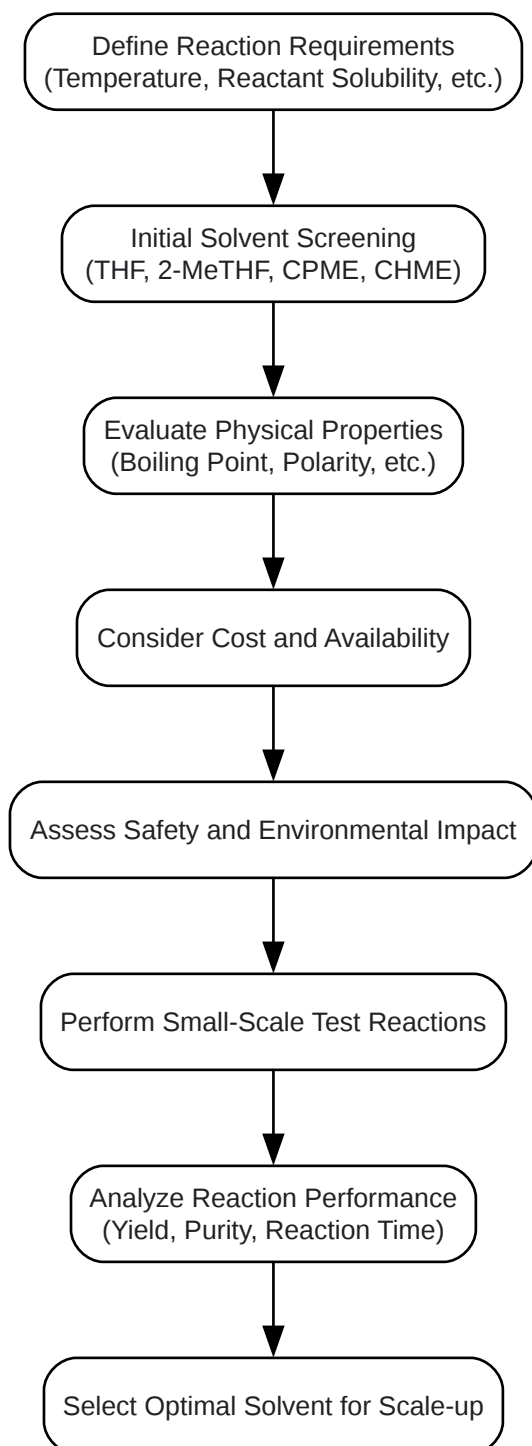 Define Reaction Requirements
(Temperature, Reactant Solubility, etc.)
Initial Solvent Screening
(THF, 2-MeTHF, CPME, CHME)
Evaluate Physical Properties
(Boiling Point, Polarity, etc.)
Consider Cost and Availability
Assess Safety and Environmental Impact
Perform Small-Scale Test Reactions
Analyze Reaction Performance
(Yield, Purity, Reaction Time)
Select Optimal Solvent for Scale-up